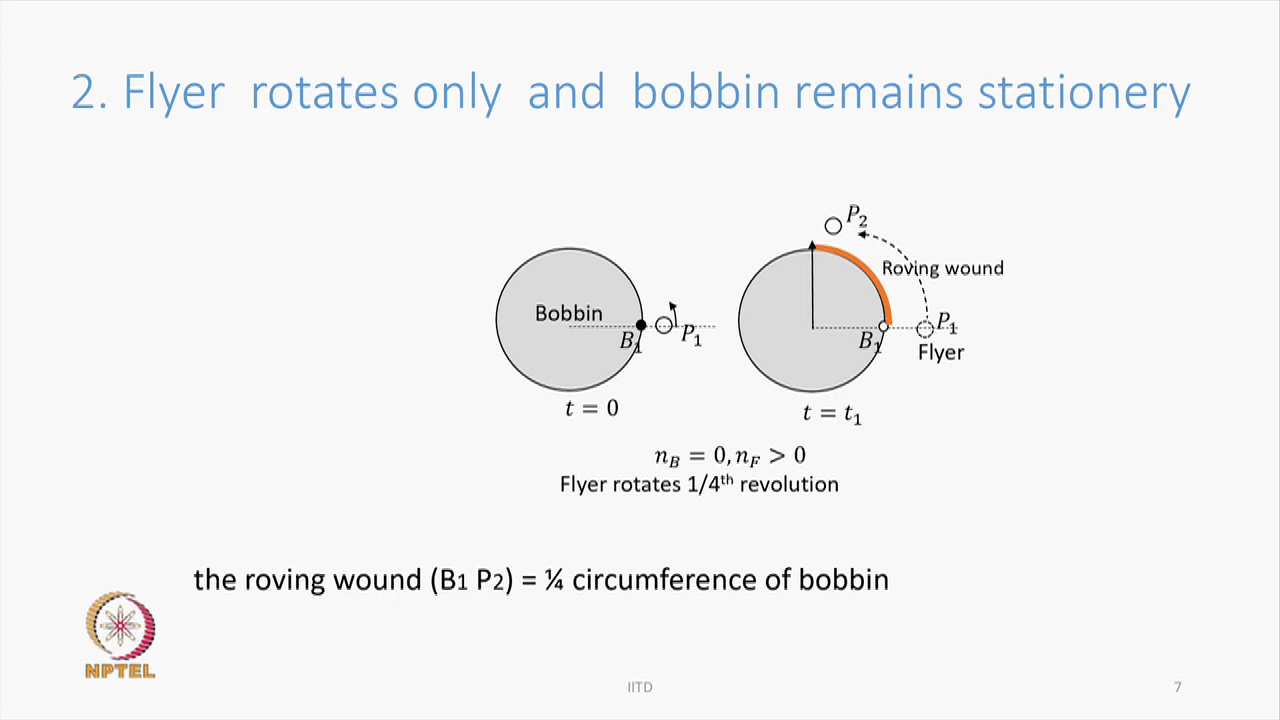 2. Flyer rotates only and bobbin remains stationery
P₂
Roving wound
Bobbin
B₁
P₁
B₁
P₁
Flyer
t = 0
t = t₁
n_B = 0, n_F > 0
Flyer rotates 1/4th revolution
the roving wound (B1 P2) = ¼ circumference of bobbin
NPTEL
IITD
7